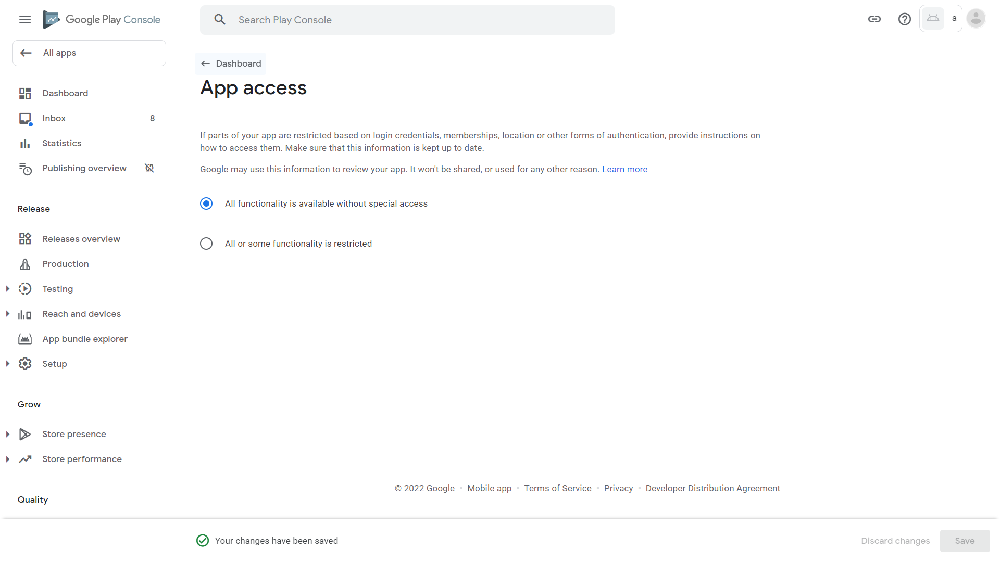 Google Play Console
Search Play Console
a
All apps
Dashboard
Inbox 8
Statistics
Publishing overview
Release
Releases overview
Production
Testing
Reach and devices
App bundle explorer
Setup
Grow
Store presence
Store performance
Quality
Dashboard
App access
If parts of your app are restricted based on login credentials, memberships, location or other forms of authentication, provide instructions on
how to access them. Make sure that this information is kept up to date.
Google may use this information to review your app. It won't be shared, or used for any other reason. Learn more
All functionality is available without special access
All or some functionality is restricted
© 2022 Google • Mobile app • Terms of Service • Privacy • Developer Distribution Agreement
Your changes have been saved
Discard changes
Save